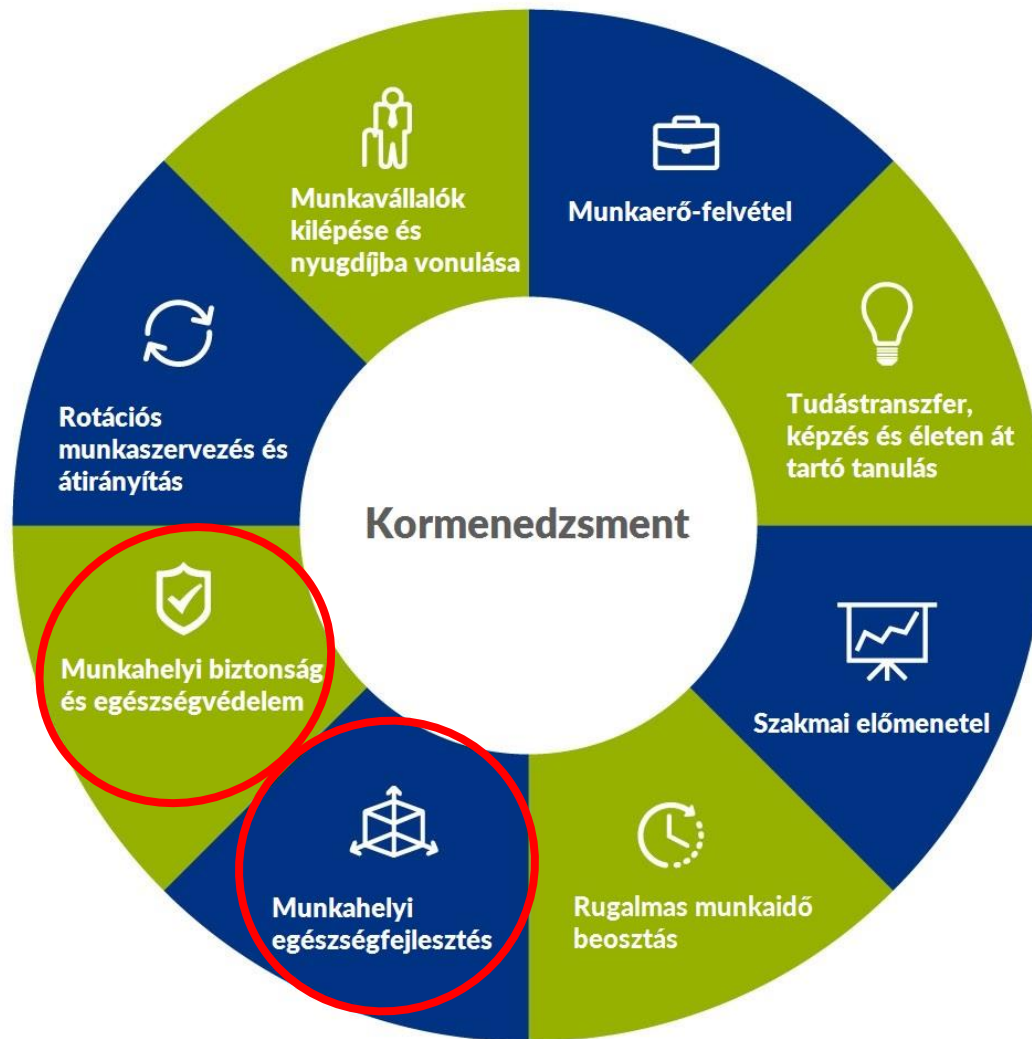 Munkavállalók
kilépése és
nyugdíjba vonulása
Munkaerő-felvétel
Tudástranszfer,
képzés és életen át
tartó tanulás
Szakmai előmenetel
Rugalmas munkaidő
beosztás
Munkahelyi
egészségfejlesztés
Munkahelyi biztonság
és egészségvédelem
Rotációs
munkaszervezés és
átirányítás
Kormenedzsment